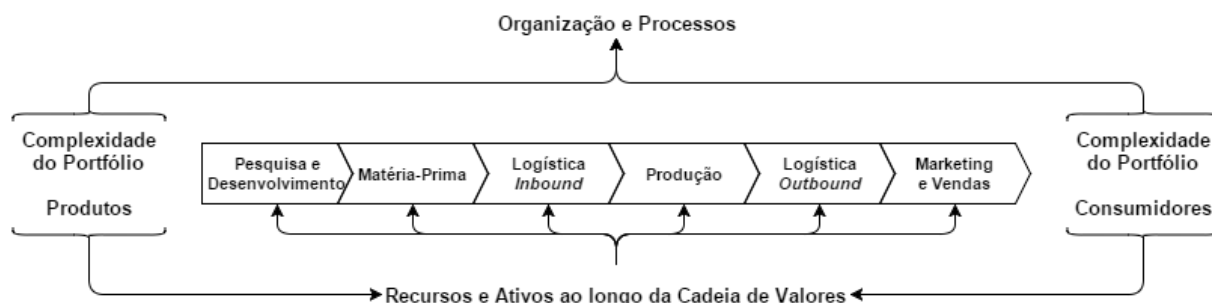 Organização e Processos
Complexidade
do Portfólio
Produtos
Pesquisa e
Desenvolvimento
Matéria-Prima
Logística
Inbound
Produção
Logística
Outbound
Marketing
e Vendas
Complexidade
do Portfólio
Consumidores
Recursos e Ativos ao longo da Cadeia de Valores